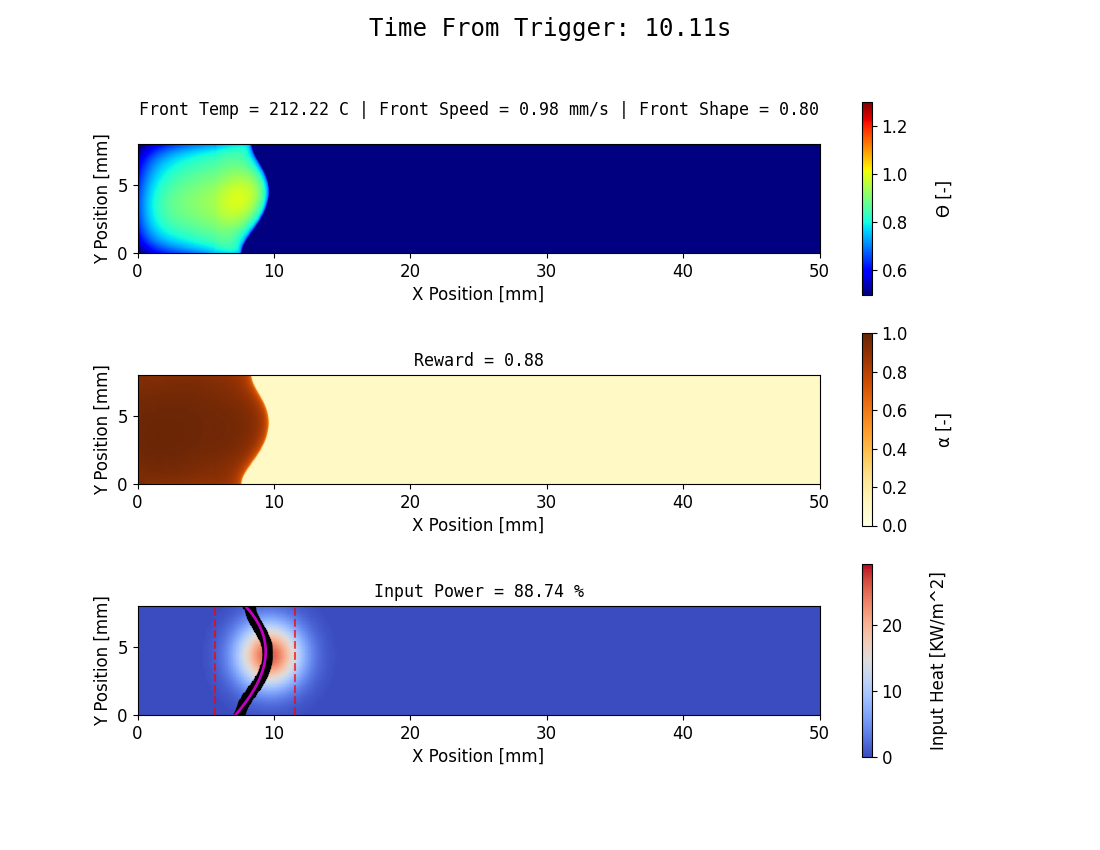 Time From Trigger: 10.11s
Front Temp = 212.22 C | Front Speed = 0.98 mm/s | Front Shape = 0.80
Y Position [mm]
5
0
0 10 20 30 40 50
X Position [mm]
1.2
1.0
0.8
0.6
Θ [-]
Reward = 0.88
Y Position [mm]
5
0
0 10 20 30 40 50
X Position [mm]
1.0
0.8
0.6
0.4
0.2
0.0
α [-]
Input Power = 88.74 %
Y Position [mm]
5
0
0 10 20 30 40 50
X Position [mm]
20
10
0
Input Heat [KW/m^2]